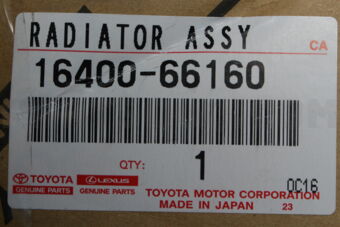 RADIATOR ASSY
CA
16400-66160
QTY: 1
TOYOTA LEXUS
GENUINE PARTS GENUINE PARTS
TOYOTA MOTOR CORPORATION
0C16
MADE IN JAPAN 23